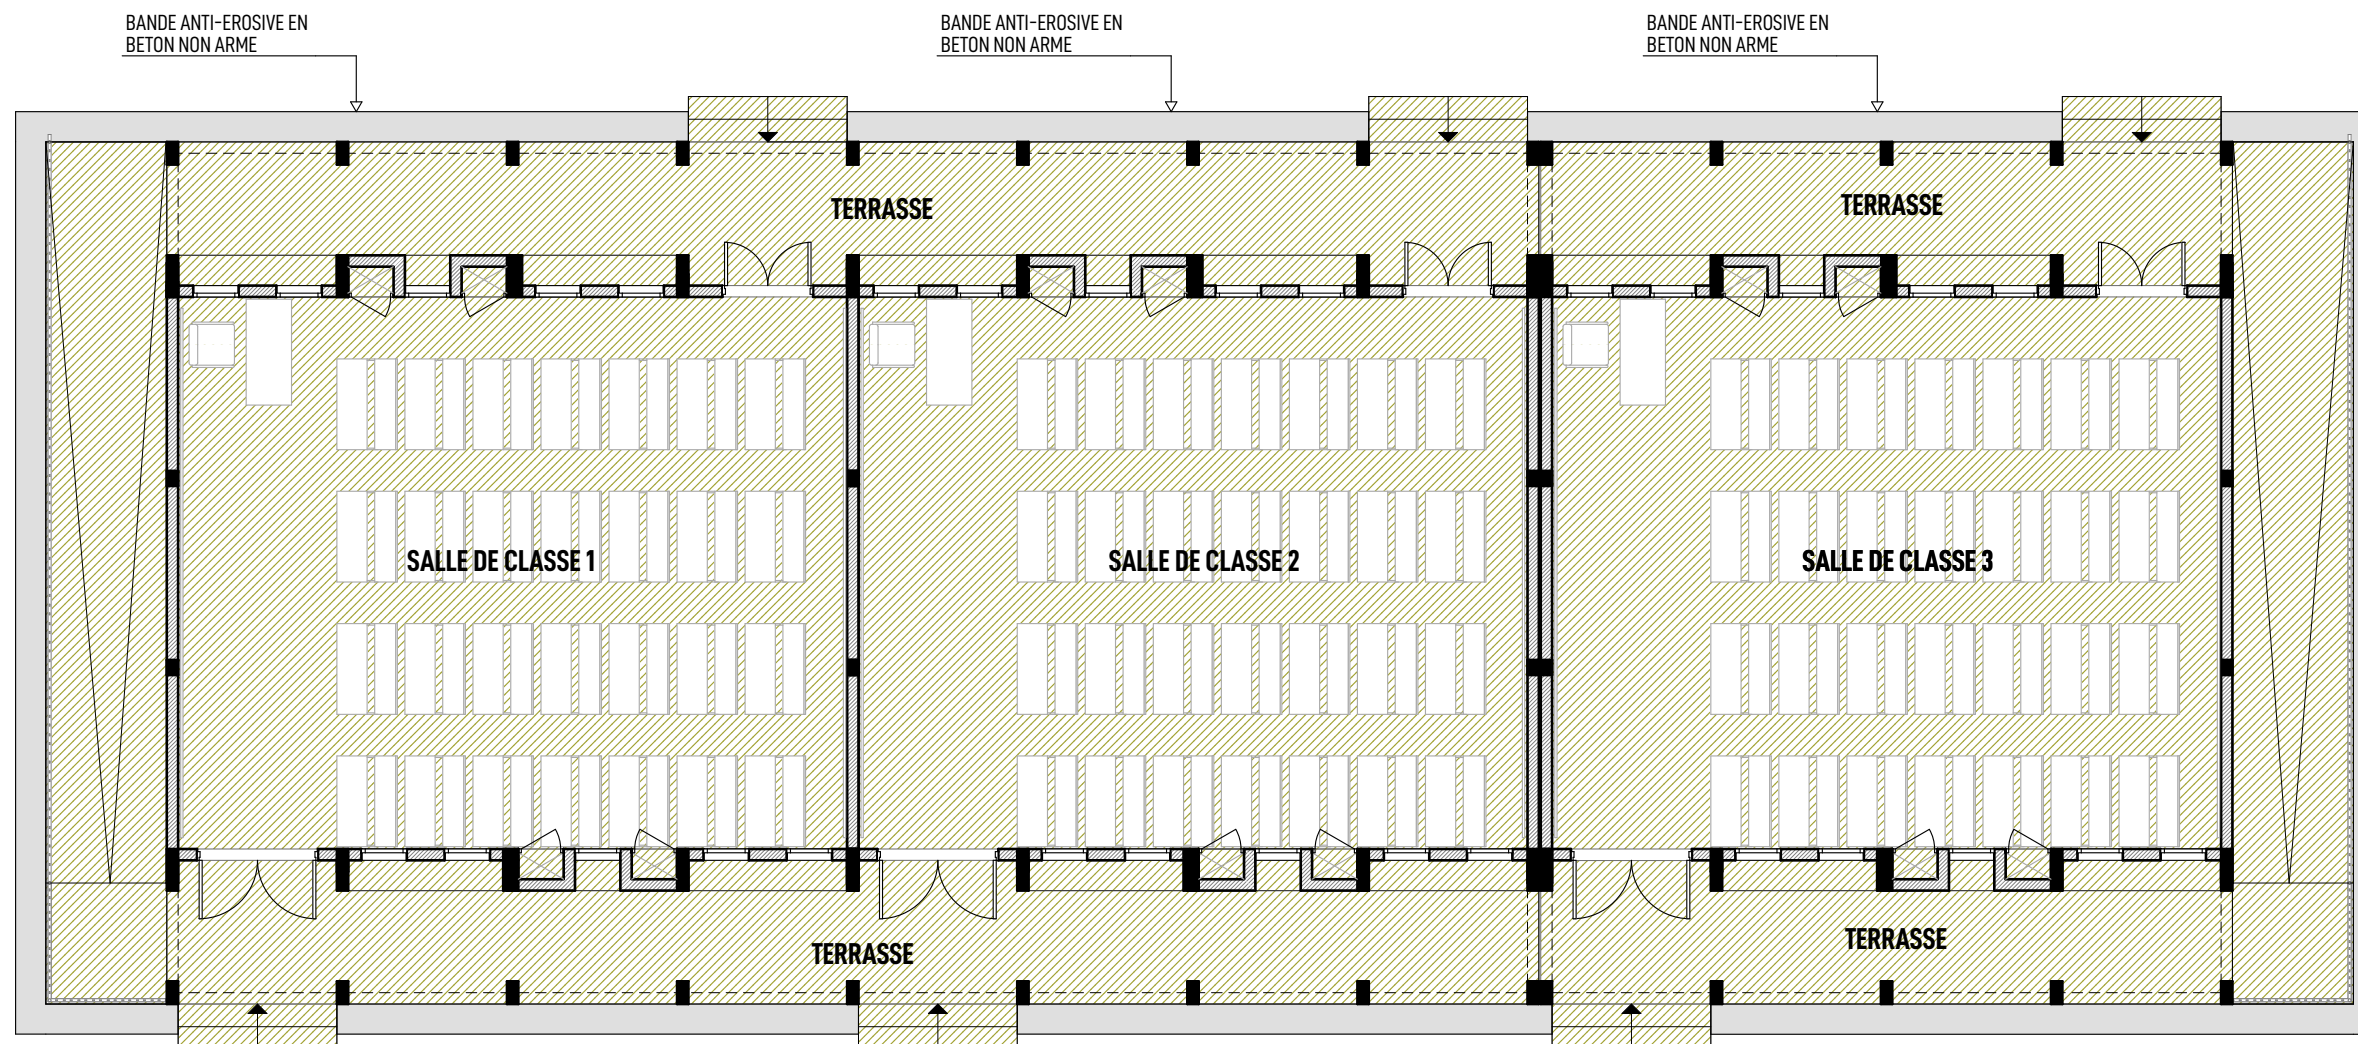 BANDE ANTI-EROSIVE EN
BETON NON ARME
BANDE ANTI-EROSIVE EN
BETON NON ARME
BANDE ANTI-EROSIVE EN
BETON NON ARME
TERRASSE
TERRASSE
SALLE DE CLASSE 1
SALLE DE CLASSE 2
SALLE DE CLASSE 3
TERRASSE
TERRASSE